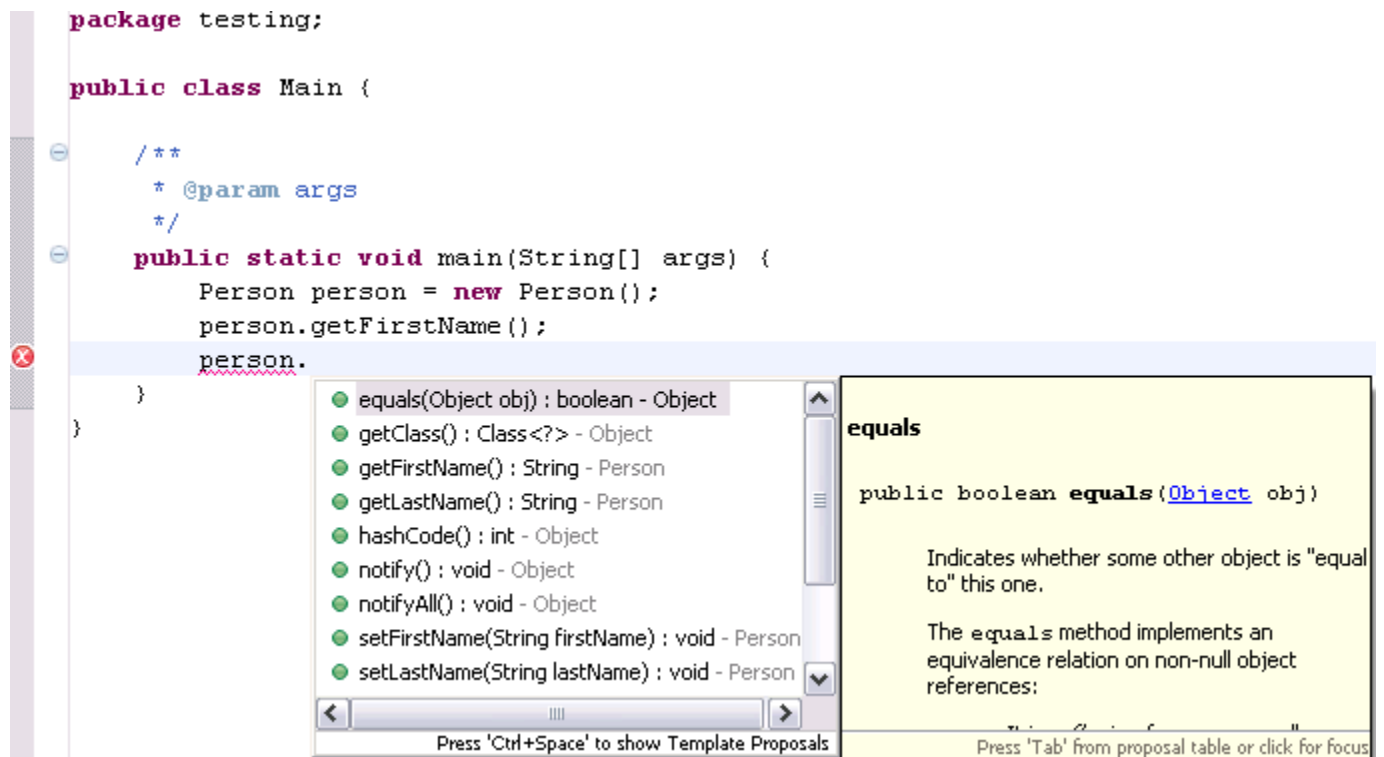 package testing;
public class Main {
/**
* @param args
*/
public static void main(String[] args) {
Person person = new Person();
person.getFirstName();
person.
}
}
equals(Object obj) : boolean - Object
getClass() : Class<?> - Object
getFirstName() : String - Person
getLastName() : String - Person
hashCode() : int - Object
notify() : void - Object
notifyAll() : void - Object
setFirstName(String firstName) : void - Person
setLastName(String lastName) : void - Person
Press 'Ctrl+Space' to show Template Proposals
equals
public boolean equals(Object obj)
Indicates whether some other object is "equal
to" this one.
The equals method implements an
equivalence relation on non-null object
references:
Press 'Tab' from proposal table or click for focus